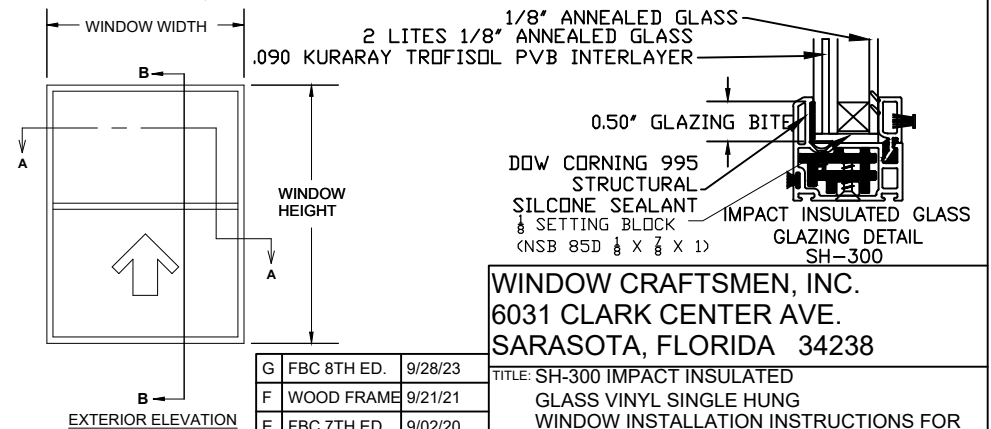 WINDOW WIDTH
B
A
WINDOW
HEIGHT
A
B
EXTERIOR ELEVATION
1/8" ANNEALED GLASS
2 LITES 1/8" ANNEALED GLASS
.090 KURARAY TROFISOL PVB INTERLAYER
0.50" GLAZING BITE
DOW CORNING 995
STRUCTURAL
SILCONE SEALANT
1/8 SETTING BLOCK
(NSB 85D 1/8 X 7/8 X 1)
IMPACT INSULATED GLASS
GLAZING DETAIL
SH-300
WINDOW CRAFTSMEN, INC.
6031 CLARK CENTER AVE.
SARASOTA, FLORIDA 34238
G FBC 8TH ED. 9/28/23
F WOOD FRAME 9/21/21
E FBC 7TH ED. 9/02/20
TITLE: SH-300 IMPACT INSULATED
GLASS VINYL SINGLE HUNG
WINDOW INSTALLATION INSTRUCTIONS FOR